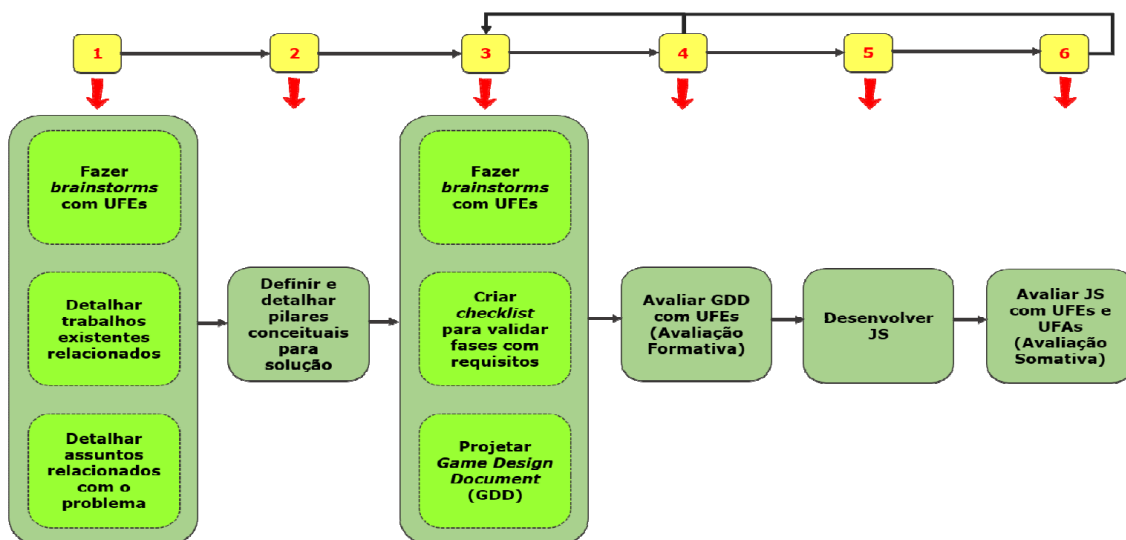 1
2
3
4
5
6
Fazer
brainstorms
com UFEs
Detalhar
trabalhos
existentes
relacionados
Detalhar
assuntos
relacionados
com o
problema
Definir e
detalhar
pilares
conceituais
para
solução
Fazer
brainstorms
com UFEs
Criar
checklist
para validar
fases com
requisitos
Projetar
Game Design
Document
(GDD)
Avaliar GDD
com UFEs
(Avaliação
Formativa)
Desenvolver
JS
Avaliar JS
com UFEs e
UFAs
(Avaliação
Somativa)